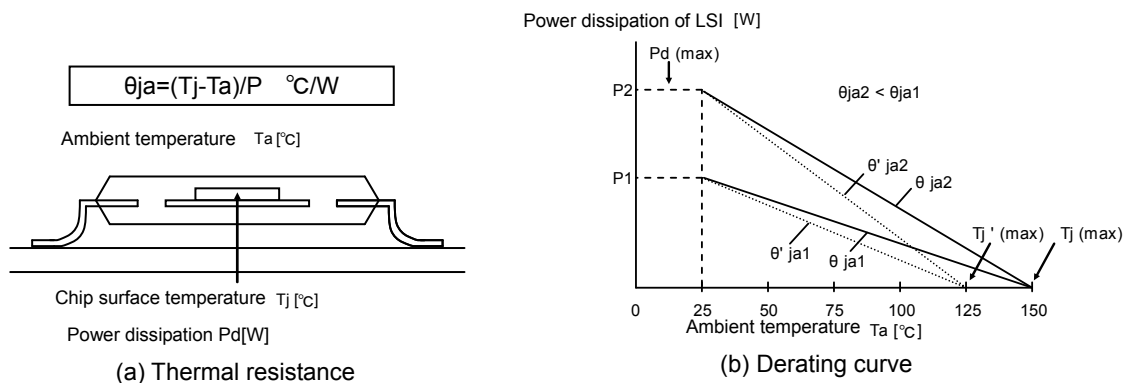 θja=(Tj-Ta)/P °C/W
Ambient temperature Ta [°C]
Chip surface temperature Tj [°C]
Power dissipation Pd[W]
(a) Thermal resistance
Power dissipation of LSI [W]
Pd (max)
P2
θja2 < θja1
P1
θ' ja2
θ ja2
θ' ja1
θ ja1
Tj ' (max)
Tj (max)
0 25 50 75 100 125 150
Ambient temperature Ta [°C]
(b) Derating curve